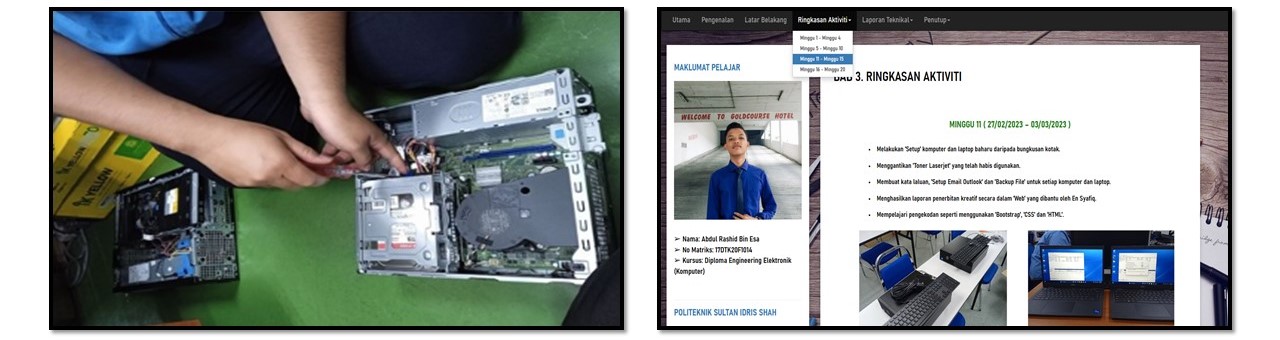 YELLOW
YELLOW
Utama Pengenalan Latar Belakang Ringkasan Aktiviti Laporan Teknikal Penutup
Minggu 1 - Minggu 4
Minggu 5 - Minggu 10
Minggu 11 - Minggu 15
Minggu 16 - Minggu 20
MAKLUMAT PELAJAR
WELCOME TO GOLDCOURSE HOTEL
➢ Nama: Abdul Rashid Bin Esa
➢ No Matriks: 17DTK20F1014
➢ Kursus: Diploma Engineering Elektronik
(Komputer)
POLITEKNIK SULTAN IDRIS SHAH
BAB 3. RINGKASAN AKTIVITI
MINGGU 11 ( 27/02/2023 – 03/03/2023 )
• Melakukan 'Setup' komputer dan laptop baharu daripada bungkusan kotak.
• Menggantikan 'Toner Laserjet' yang telah habis digunakan.
• Membuat kata laluan, 'Setup Email Outlook' dan 'Backup File' untuk setiap komputer dan laptop.
• Menghasilkan laporan penerbitan kreatif secara dalam 'Web' yang dibantu oleh En Syafiq.
• Mempelajari pengekodan seperti menggunakan 'Bootstrap', 'CSS' dan 'HTML'.